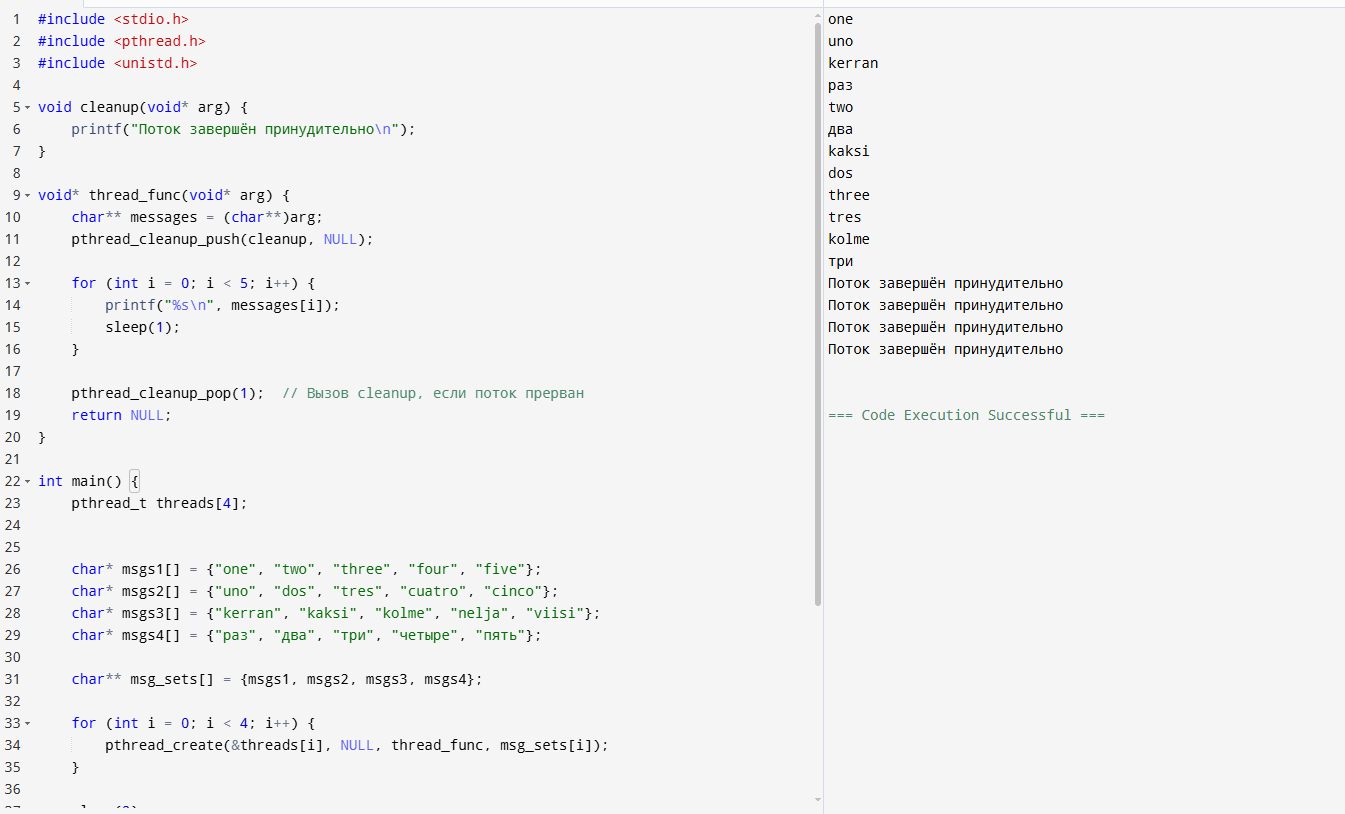 1 #include <stdio.h>
2 #include <pthread.h>
3 #include <unistd.h>
4
5 void cleanup(void* arg) {
6     printf("Поток завершён принудительно\n");
7 }
8
9 void* thread_func(void* arg) {
10     char** messages = (char**)arg;
11     pthread_cleanup_push(cleanup, NULL);
12
13     for (int i = 0; i < 5; i++) {
14         printf("%s\n", messages[i]);
15         sleep(1);
16     }
17
18     pthread_cleanup_pop(1);  // Вызов cleanup, если поток прерван
19     return NULL;
20 }
21
22 int main() {
23     pthread_t threads[4];
24
25
26     char* msgs1[] = {"one", "two", "three", "four", "five"};
27     char* msgs2[] = {"uno", "dos", "tres", "cuatro", "cinco"};
28     char* msgs3[] = {"kerran", "kaksi", "kolme", "nelja", "viisi"};
29     char* msgs4[] = {"раз", "два", "три", "четыре", "пять"};
30
31     char** msg_sets[] = {msgs1, msgs2, msgs3, msgs4};
32
33     for (int i = 0; i < 4; i++) {
34         pthread_create(&threads[i], NULL, thread_func, msg_sets[i]);
35     }
36
one
uno
kerran
раз
two
два
kaksi
dos
three
tres
kolme
три
Поток завершён принудительно
Поток завершён принудительно
Поток завершён принудительно
Поток завершён принудительно
=== Code Execution Successful ===